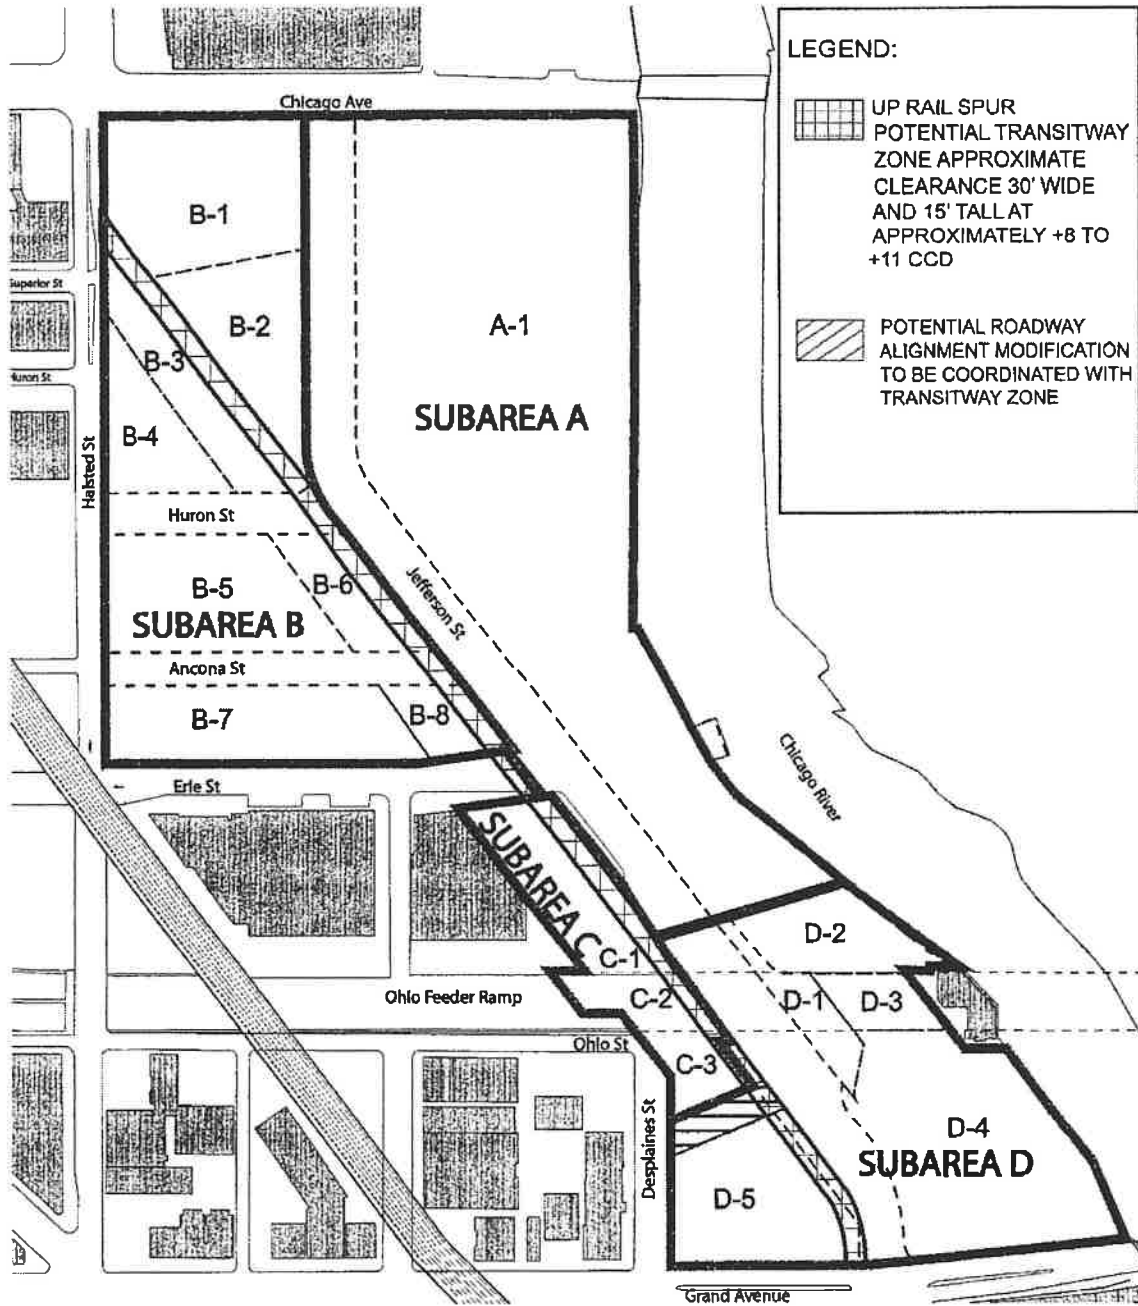 LEGEND:
UP RAIL SPUR
POTENTIAL TRANSITWAY
ZONE APPROXIMATE
CLEARANCE 30' WIDE
AND 15' TALL AT
APPROXIMATELY +8 TO
+11 CCD
POTENTIAL ROADWAY
ALIGNMENT MODIFICATION
TO BE COORDINATED WITH
TRANSITWAY ZONE
Chicago Ave
B-1
Superior St
B-2
A-1
B-3
Huron St
SUBAREA A
B-4
Halsted St
Huron St
Jefferson St
B-5
B-6
SUBAREA B
Ancona St
B-7
B-8
Chicago River
Erie St
SUBAREA C
D-2
C-1
Ohio Feeder Ramp
C-2
D-1
D-3
Ohio St
C-3
Desplaines St
D-4
SUBAREA D
D-5
Grand Avenue